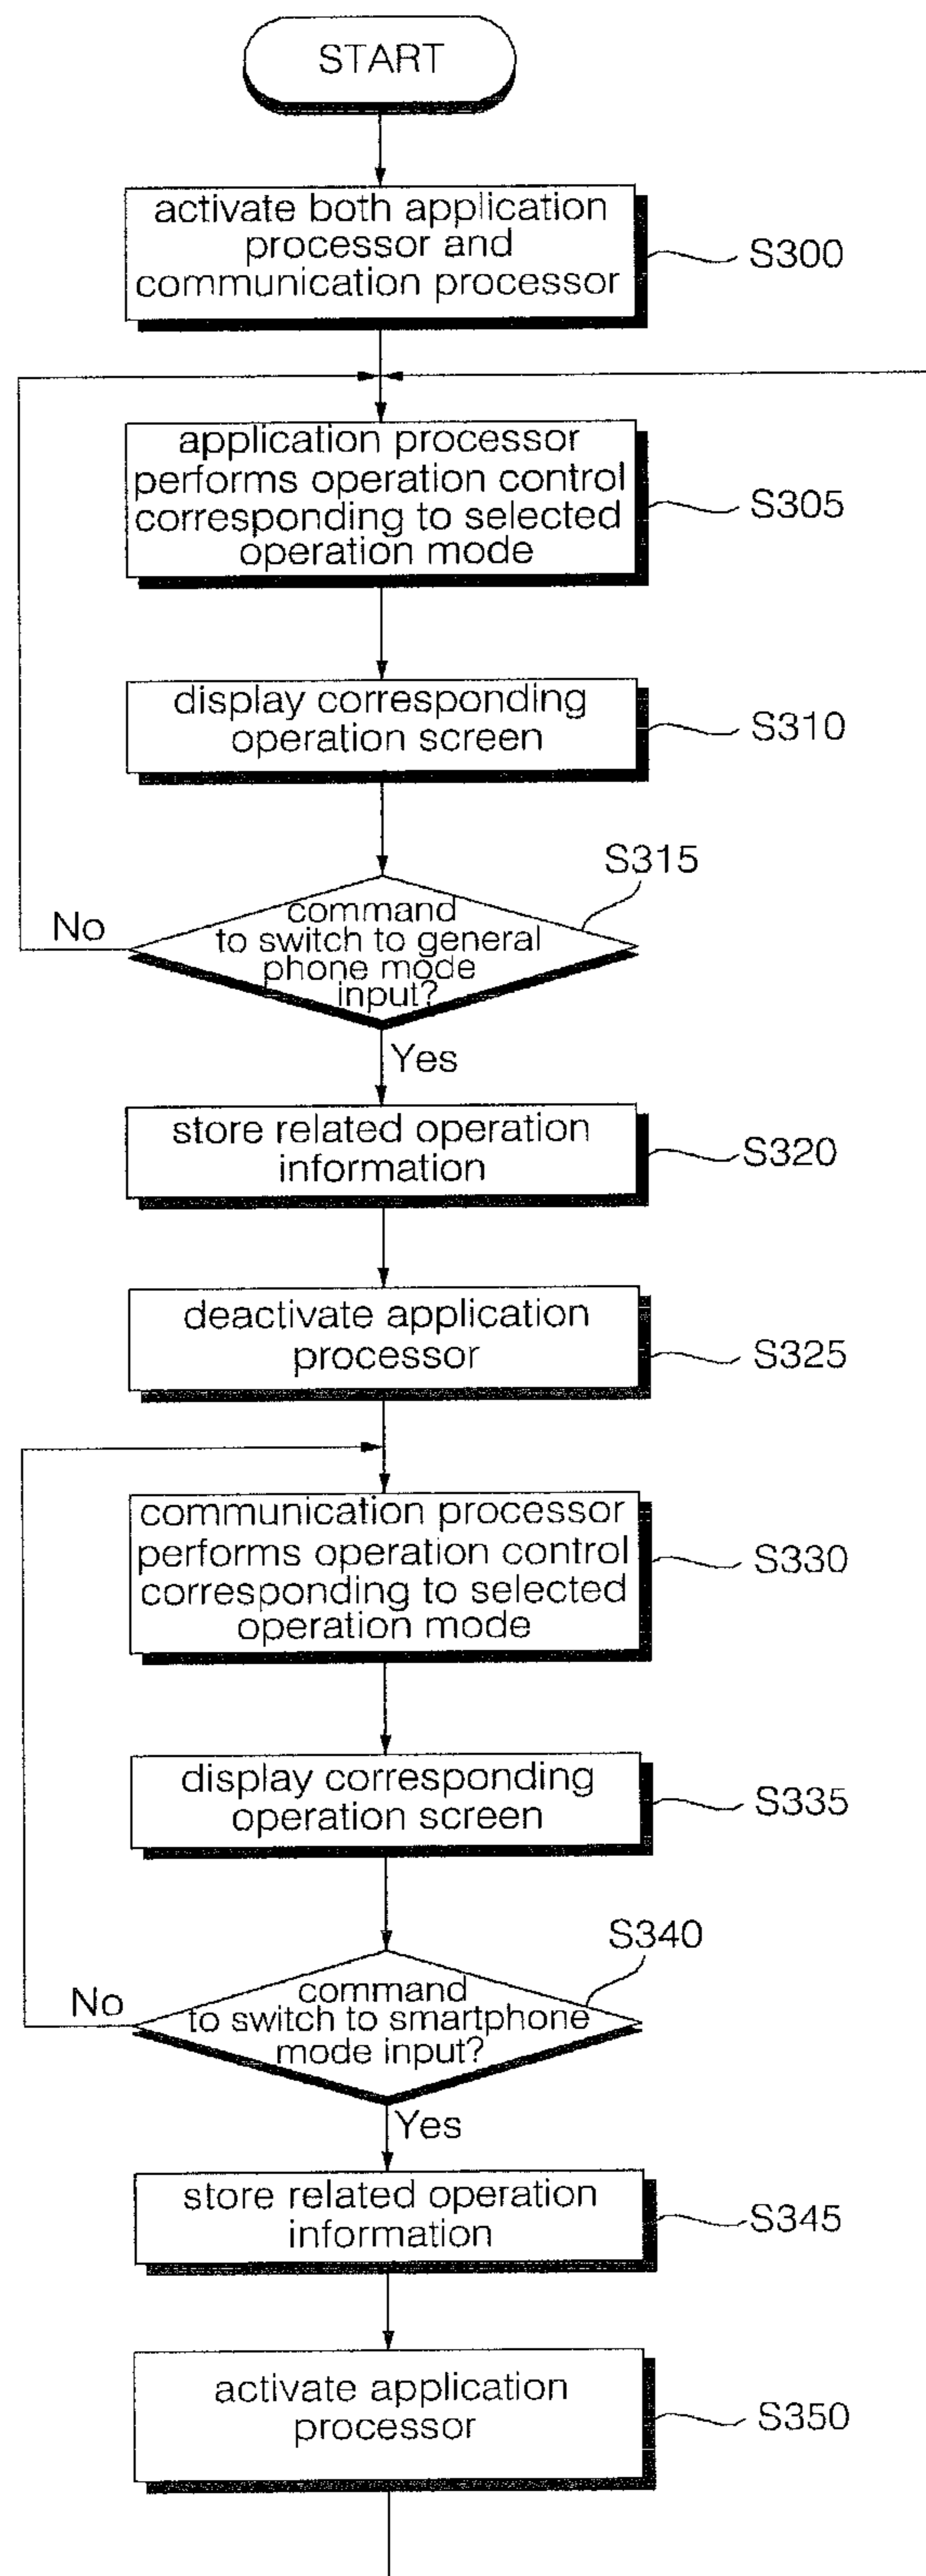 START
activate both application
processor and
communication processor
S300
application processor
performs operation control
corresponding to selected
operation mode
S305
display corresponding
operation screen
S310
S315
command
to switch to general
phone mode
input?
No
Yes
store related operation
information
S320
deactivate application
processor
S325
communication processor
performs operation control
corresponding to selected
operation mode
S330
display corresponding
operation screen
S335
S340
command
to switch to smartphone
mode input?
No
Yes
store related operation
information
S345
activate application
processor
S350